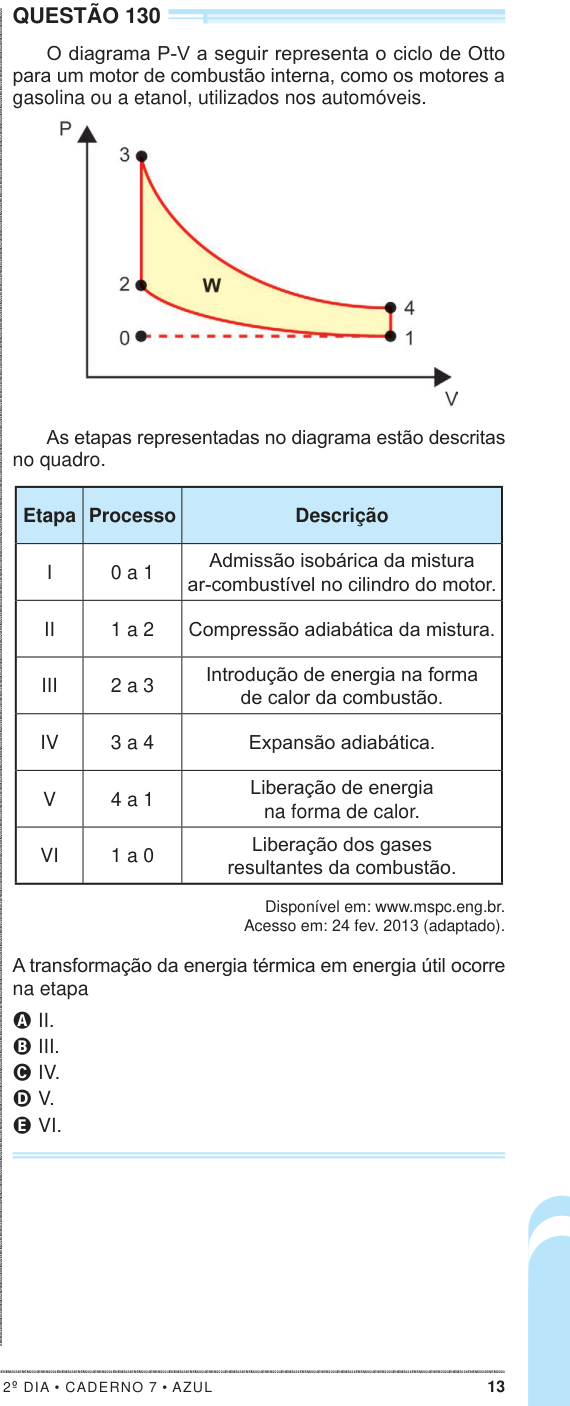 QUESTÃO 130
O diagrama P-V a seguir representa o ciclo de Otto
para um motor de combustão interna, como os motores a
gasolina ou a etanol, utilizados nos automóveis.
P
3
2
W
4
0
1
V
As etapas representadas no diagrama estão descritas
no quadro.
Etapa Processo Descrição
I 0 a 1 Admissão isobárica da mistura
ar-combustível no cilindro do motor.
II 1 a 2 Compressão adiabática da mistura.
III 2 a 3 Introdução de energia na forma
de calor da combustão.
IV 3 a 4 Expansão adiabática.
V 4 a 1 Liberação de energia
na forma de calor.
VI 1 a 0 Liberação dos gases
resultantes da combustão.
Disponível em: www.mspc.eng.br.
Acesso em: 24 fev. 2013 (adaptado).
A transformação da energia térmica em energia útil ocorre
na etapa
A II.
B III.
C IV.
D V.
E VI.
2º DIA • CADERNO 7 • AZUL 13